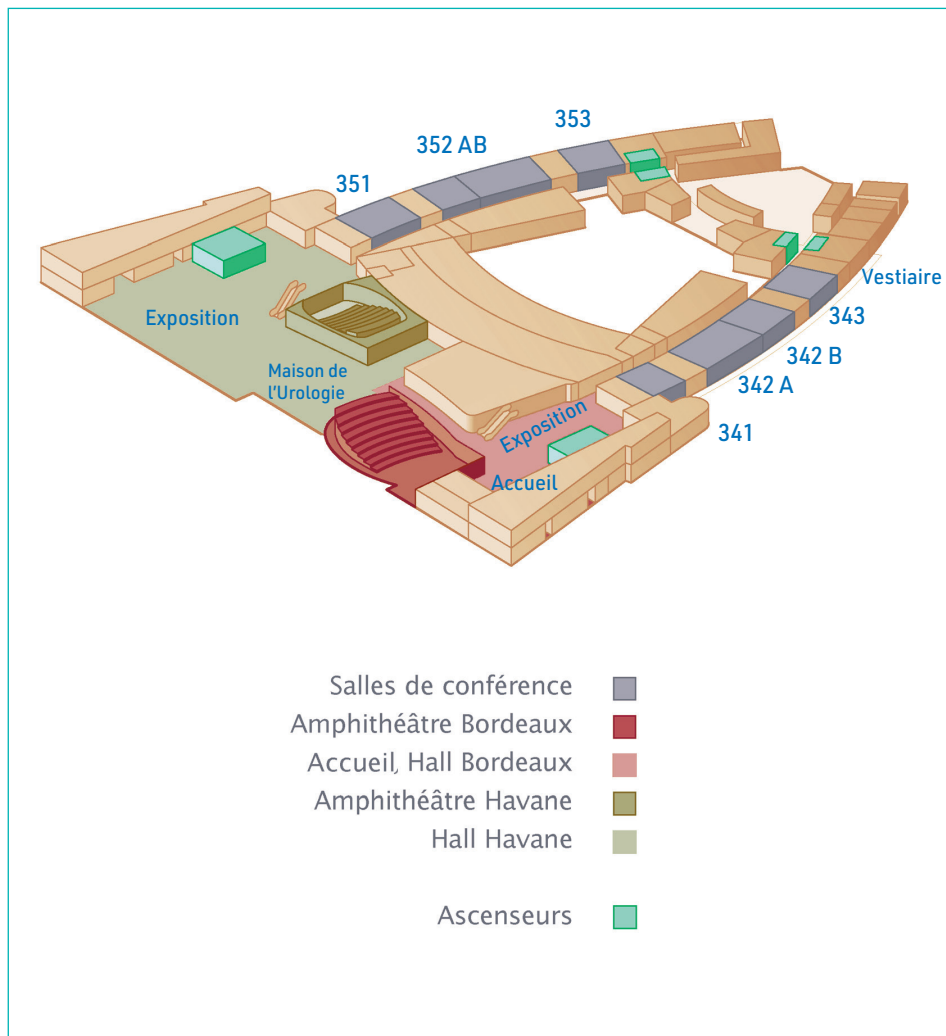 353
352 AB
351
Vestiaire
Exposition
343
342 B
Maison de
l'Urologie
342 A
Exposition
341
Accueil
Salles de conférence
Amphithéâtre Bordeaux
Accueil, Hall Bordeaux
Amphithéâtre Havane
Hall Havane
Ascenseurs